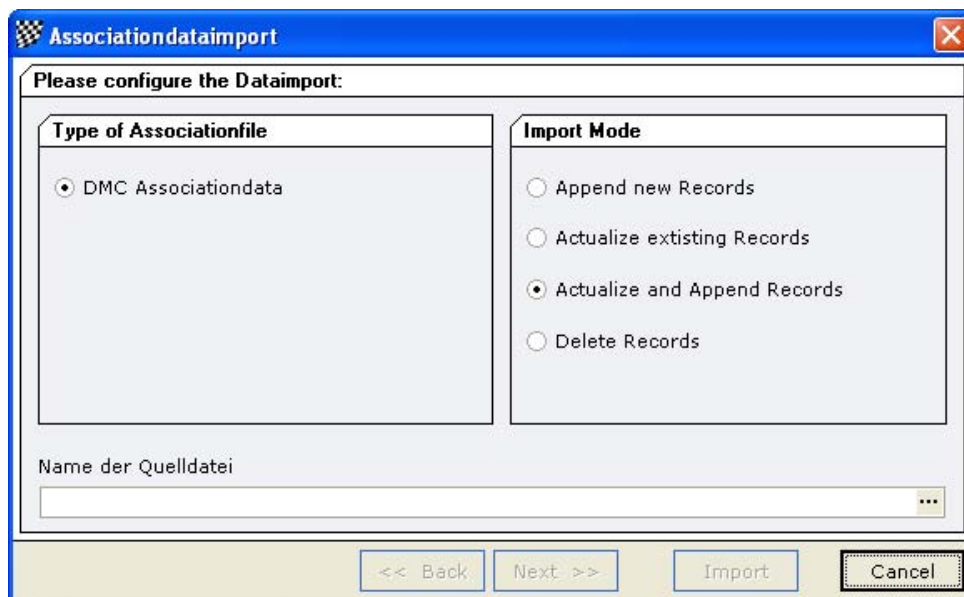 Associationdataimport
Please configure the Dataimport:
Type of Associationfile
DMC Associationdata
Import Mode
Append new Records
Actualize extisting Records
Actualize and Append Records
Delete Records
Name der Quelldatei
...
<< Back Next >> Import Cancel